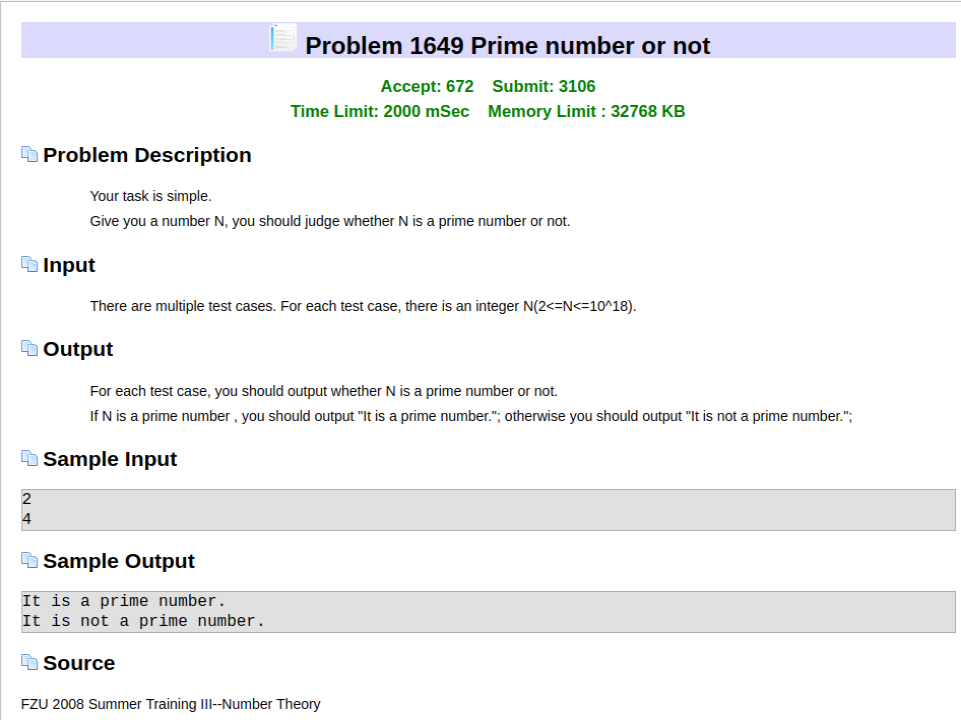 Problem 1649 Prime number or not
Accept: 672 Submit: 3106
Time Limit: 2000 mSec Memory Limit : 32768 KB
Problem Description
Your task is simple.
Give you a number N, you should judge whether N is a prime number or not.
Input
There are multiple test cases. For each test case, there is an integer N(2<=N<=10^18).
Output
For each test case, you should output whether N is a prime number or not.
If N is a prime number , you should output "It is a prime number."; otherwise you should output "It is not a prime number.";
Sample Input
2
4
Sample Output
It is a prime number.
It is not a prime number.
Source
FZU 2008 Summer Training III--Number Theory